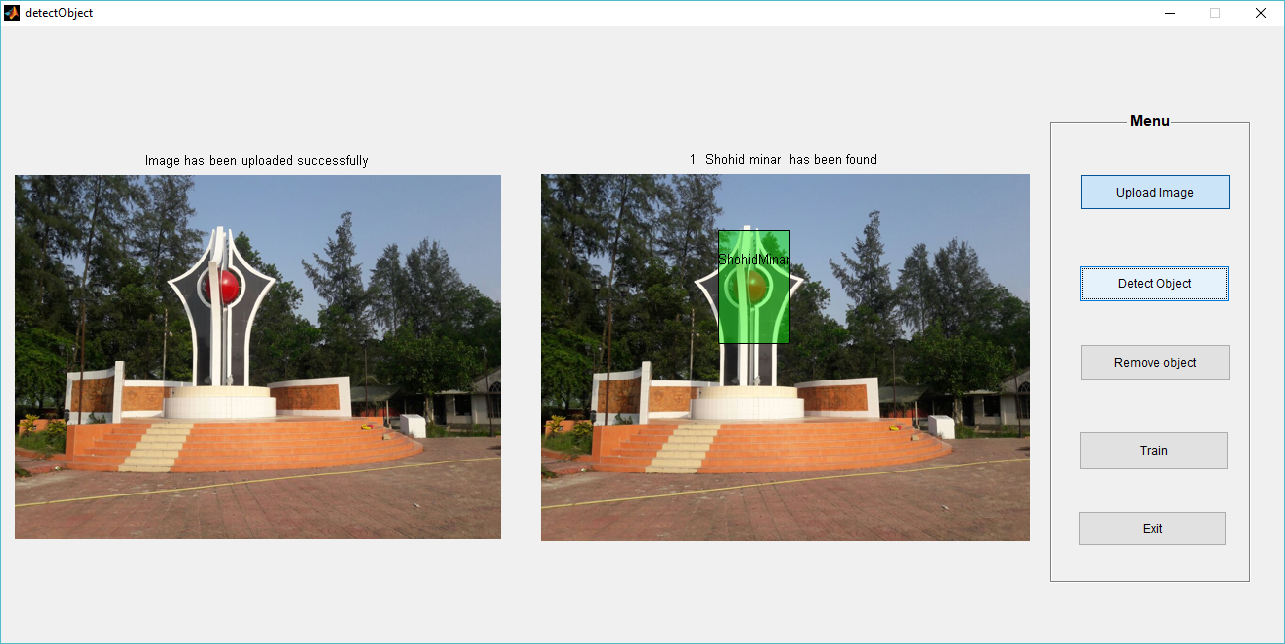 detectObject
Image has been uploaded successfully
1 Shohid minar has been found
ShohidMinar
Menu
Upload Image
Detect Object
Remove object
Train
Exit